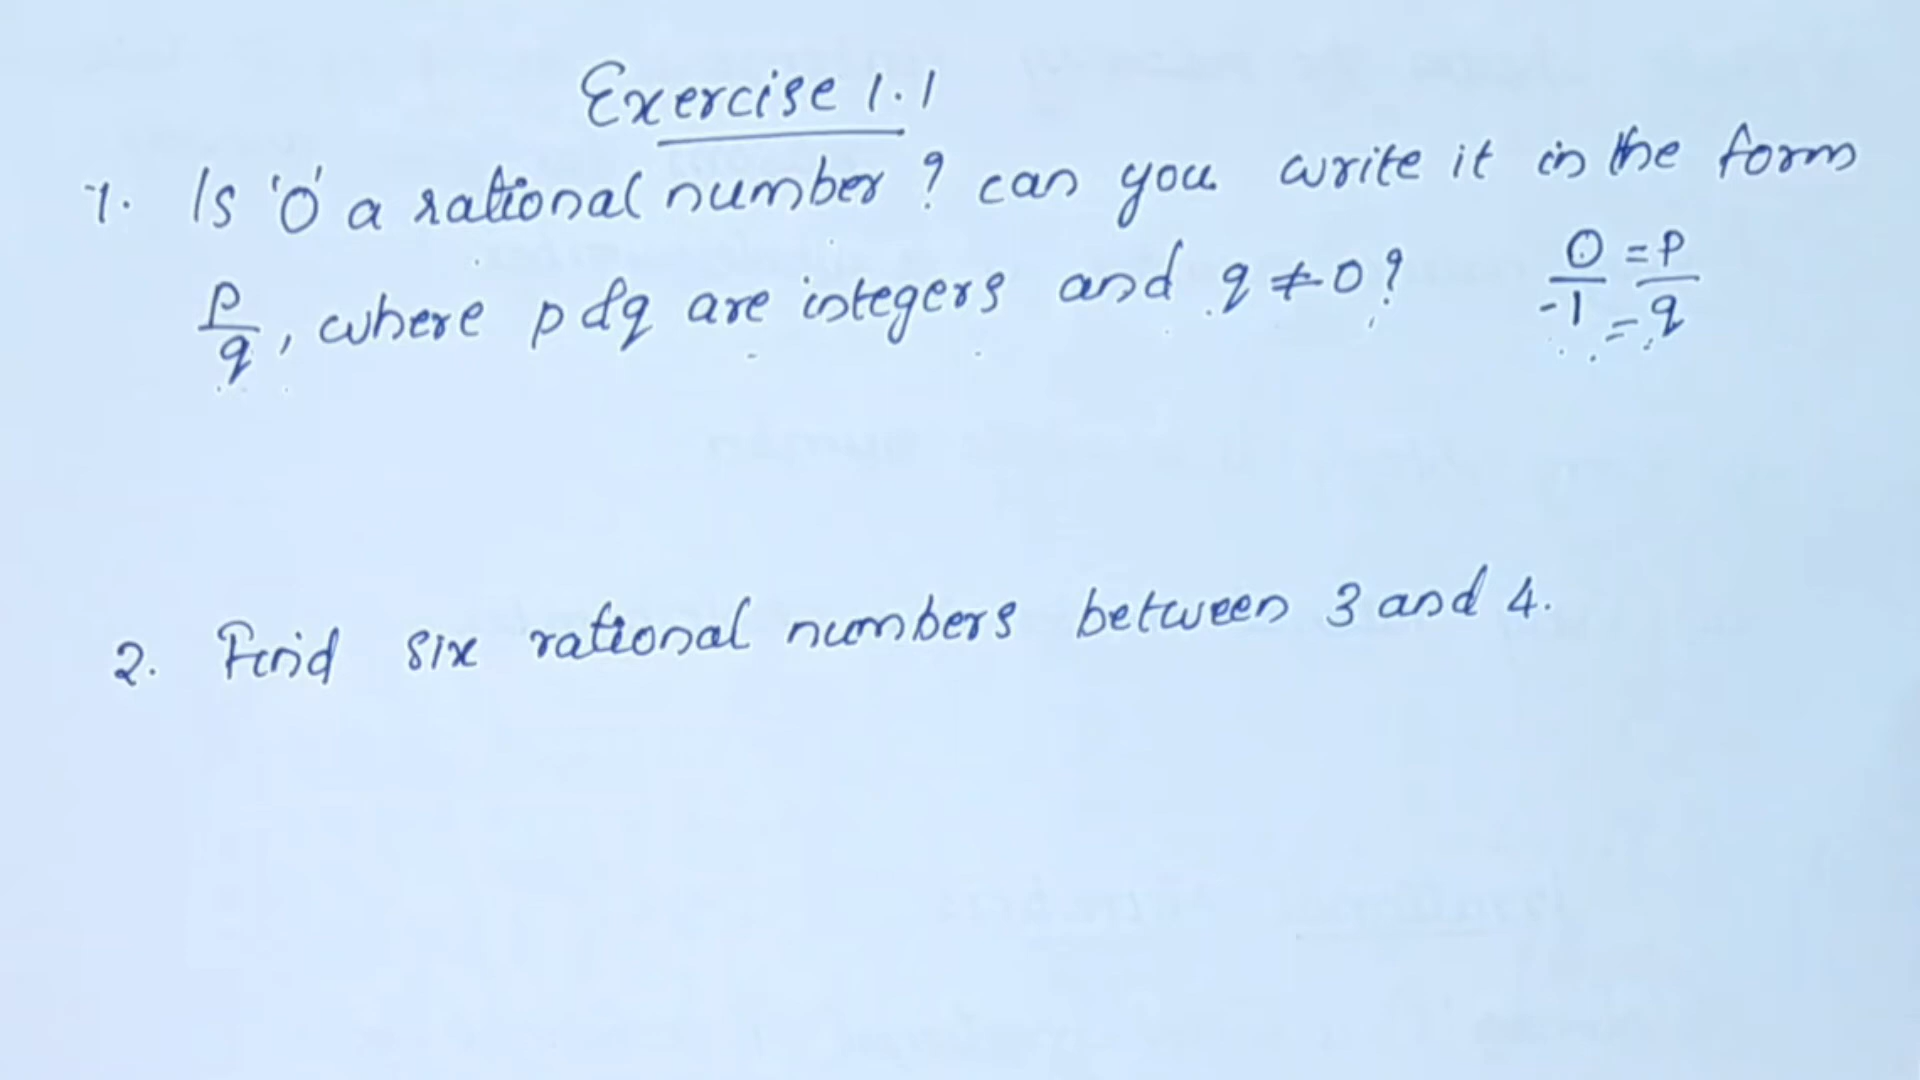 Exercise 1.1
1. Is '0' a rational number? can you write it in the form
p/q, where p & q are integers and q ≠ 0?
0/-1 = p/q
2. Find six rational numbers between 3 and 4.